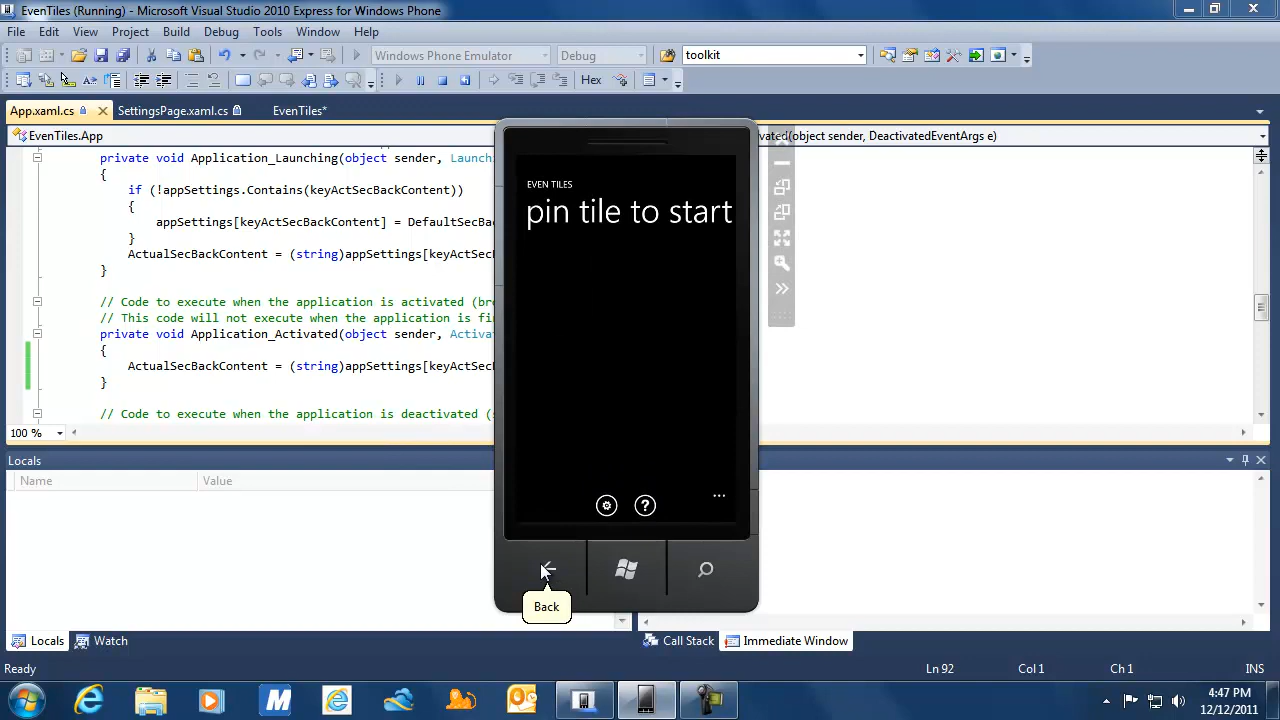 EvenTiles (Running) - Microsoft Visual Studio 2010 Express for Windows Phone
File Edit View Project Build Debug Tools Window Help
Windows Phone Emulator Debug toolkit
Hex
App.xaml.cs SettingsPage.xaml.cs EvenTiles*
EvenTiles.App
(object sender, DeactivatedEventArgs e)
private void Application_Launching(object sender, Launchi
{
if (!appSettings.Contains(keyActSecBackContent))
{
appSettings[keyActSecBackContent] = DefaultSecBa
}
ActualSecBackContent = (string)appSettings[keyActSec
}
// Code to execute when the application is activated (bro
// This code will not execute when the application is fi
private void Application_Activated(object sender, Activa
{
ActualSecBackContent = (string)appSettings[keyActSec
}
// Code to execute when the application is deactivated (
100 %
EVEN TILES
pin tile to start
...
?
Back
Locals
Name Value
Locals Watch
Call Stack Immediate Window
Ready Ln 92 Col 1 Ch 1 INS
4:47 PM
12/12/2011